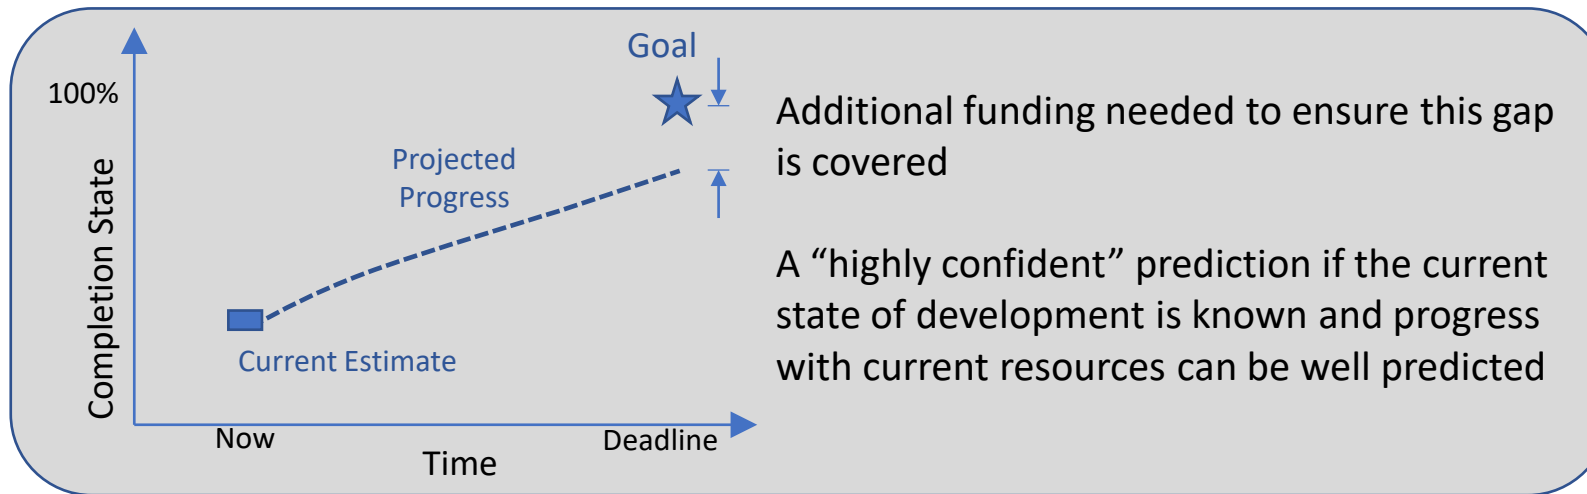 Goal
100%
Projected
Progress
Completion State
Current Estimate
Now
Deadline
Time
Additional funding needed to ensure this gap
is covered
A “highly confident” prediction if the current
state of development is known and progress
with current resources can be well predicted